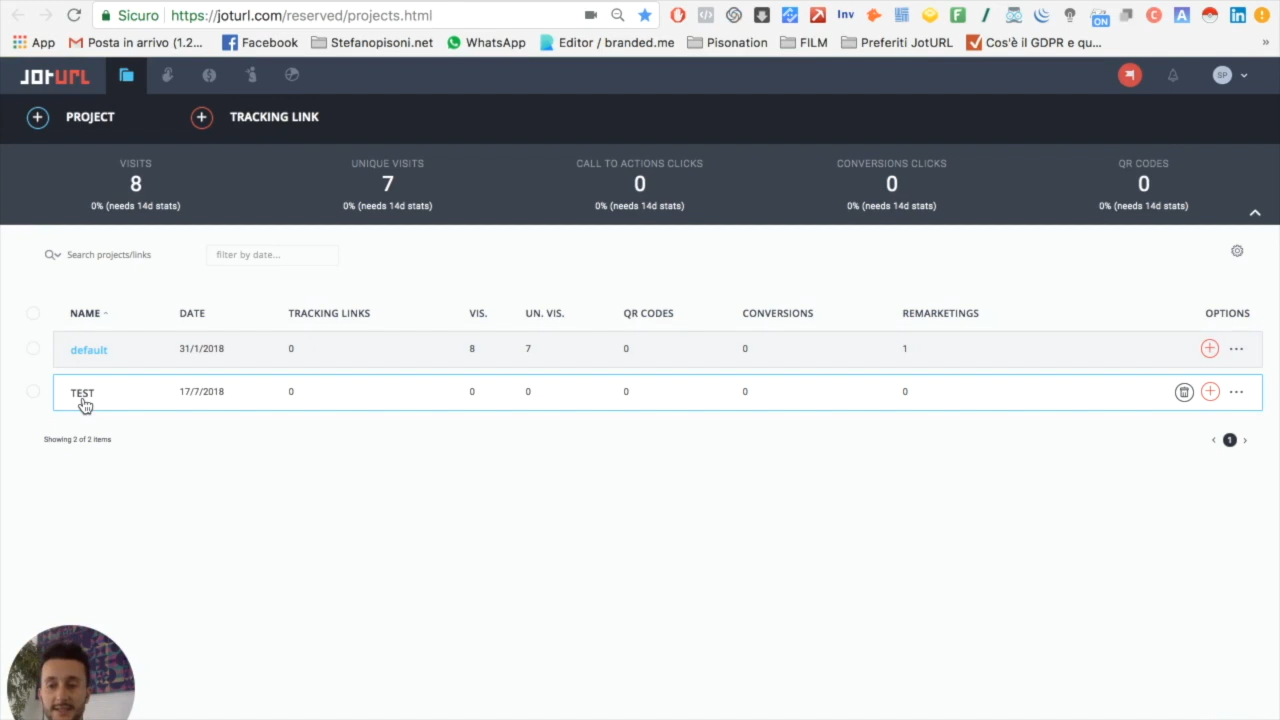 Sicuro https://joturl.com/reserved/projects.html Inv ON
App Posta in arrivo (1.2... Facebook Stefanopisoni.net WhatsApp Editor / branded.me Pisonation FILM Preferiti JotURL Cos'è il GDPR e qu... »
JOTURL SP
PROJECT TRACKING LINK
VISITS UNIQUE VISITS CALL TO ACTIONS CLICKS CONVERSIONS CLICKS QR CODES
8 7 0 0 0
0% (needs 14d stats) 0% (needs 14d stats) 0% (needs 14d stats) 0% (needs 14d stats) 0% (needs 14d stats)
Search projects/links filter by date...
NAME DATE TRACKING LINKS VIS. UN. VIS. QR CODES CONVERSIONS REMARKETINGS OPTIONS
default 31/1/2018 0 8 7 0 0 1
TEST 17/7/2018 0 0 0 0 0 0
Showing 2 of 2 items ‹ 1 ›